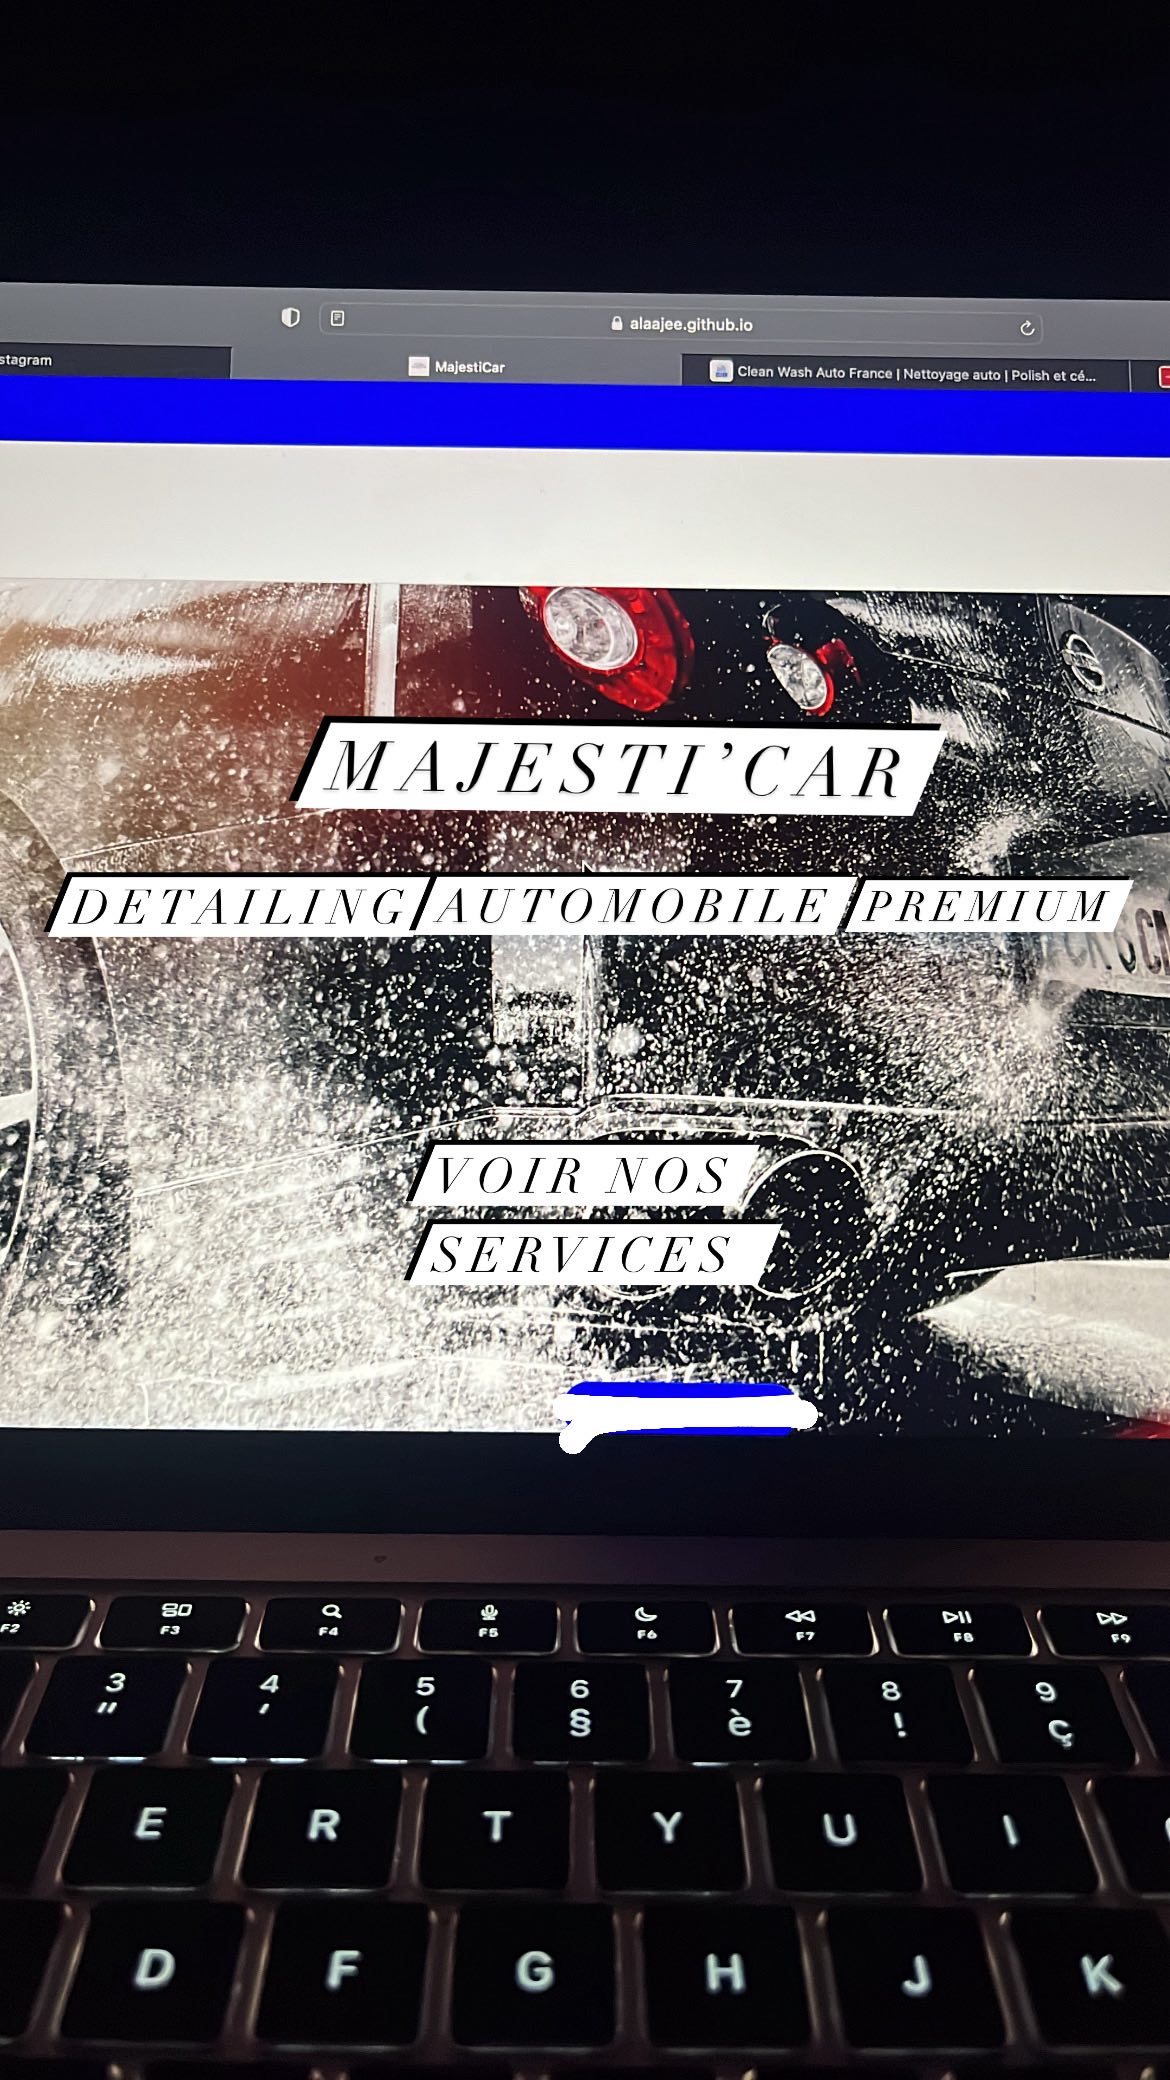 alaajee.github.io
stagram
MajestiCar
Clean Wash Auto France | Nettoyage auto | Polish et cé...
MAJESTI’CAR
DETAILING AUTOMOBILE PREMIUM
VOIR NOS
SERVICES
F2 F3 F4 F5 F6 F7 F8 F9
3 4 5 6 7 8 9
" ' ( § è ! ç
E R T Y U I
D F G H J K